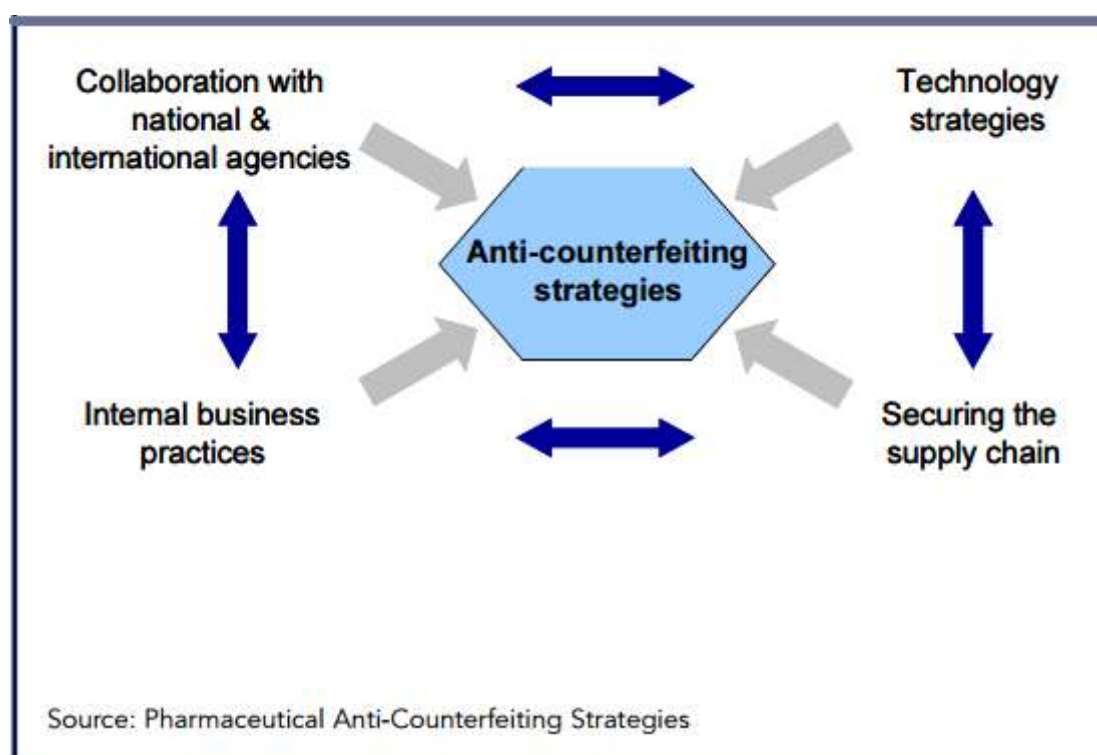 Collaboration with
national &
international agencies
Technology
strategies
Anti-counterfeiting
strategies
Internal business
practices
Securing the
supply chain
Source: Pharmaceutical Anti-Counterfeiting Strategies